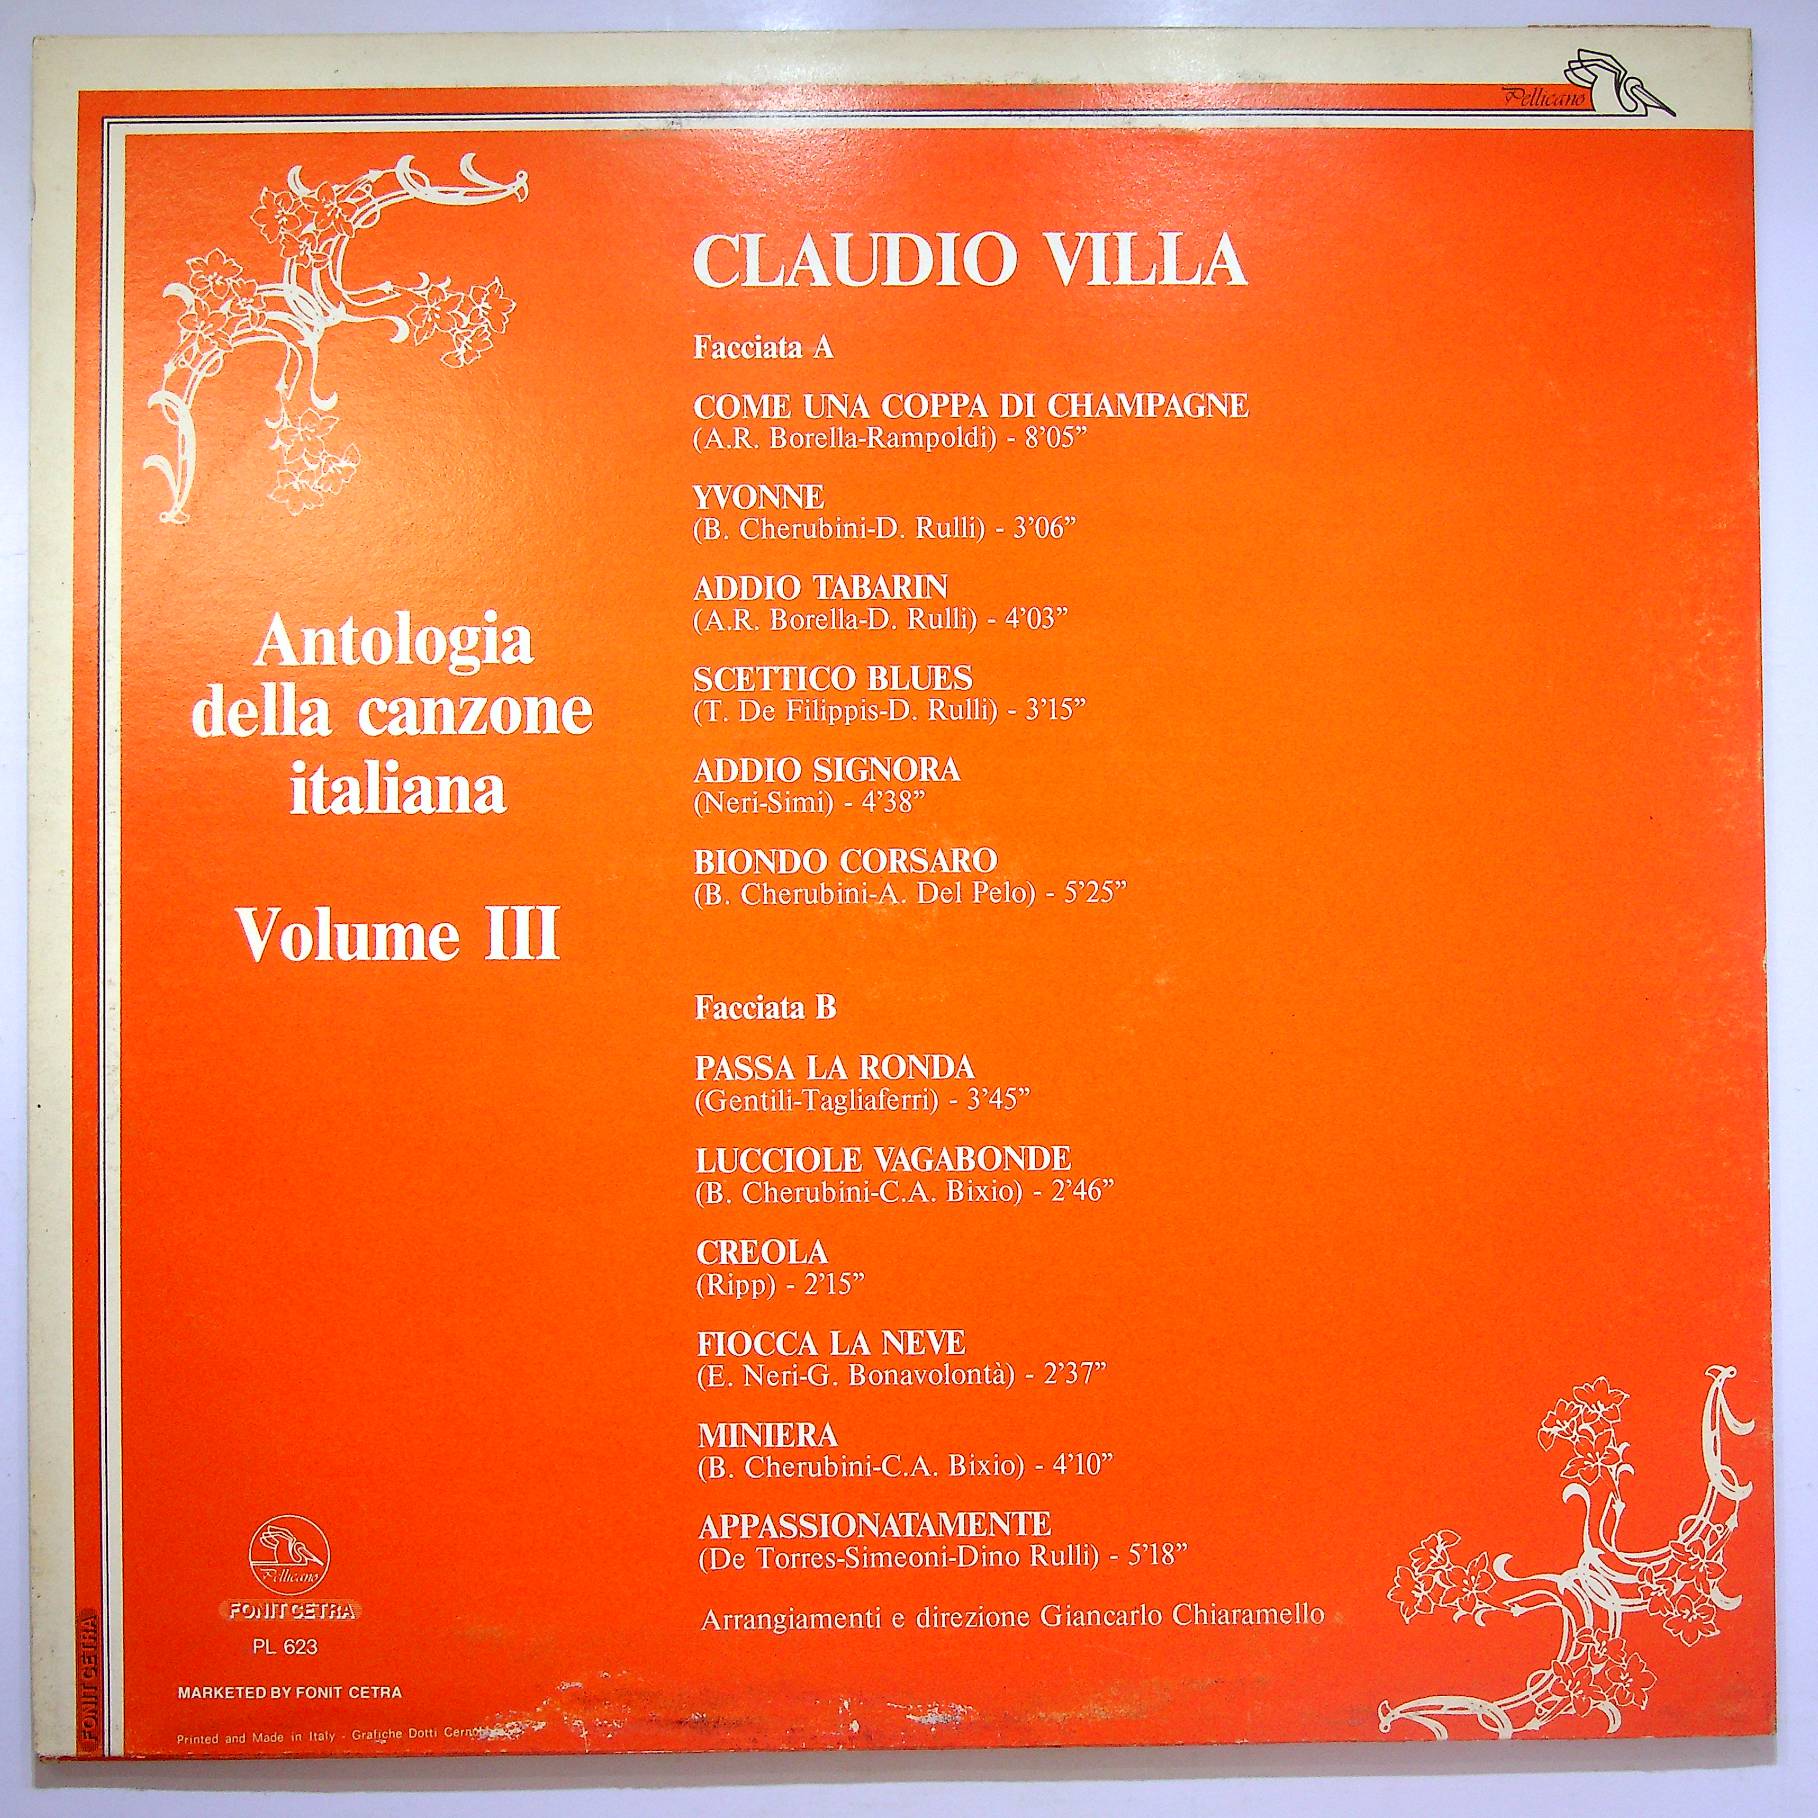 Pellicano
CLAUDIO VILLA
Facciata A
COME UNA COPPA DI CHAMPAGNE
(A.R. Borella-Rampoldi) - 8'05”
YVONNE
(B. Cherubini-D. Rulli) - 3'06”
ADDIO TABARIN
(A.R. Borella-D. Rulli) - 4'03”
SCETTICO BLUES
(T. De Filippis-D. Rulli) - 3'15”
ADDIO SIGNORA
(Neri-Simi) - 4'38”
BIONDO CORSARO
(B. Cherubini-A. Del Pelo) - 5'25”
Antologia
della canzone
italiana
Volume III
Facciata B
PASSA LA RONDA
(Gentili-Tagliaferri) - 3'45”
LUCCIOLE VAGABONDE
(B. Cherubini-C.A. Bixio) - 2'46”
CREOLA
(Ripp) - 2'15”
FIOCCA LA NEVE
(E. Neri-G. Bonavolontà) - 2'37”
MINIERA
(B. Cherubini-C.A. Bixio) - 4'10”
APPASSIONATAMENTE
(De Torres-Simeoni-Dino Rulli) - 5'18”
Arrangiamenti e direzione Giancarlo Chiaramello
Pellicano
FONIT CETRA
PL 623
MARKETED BY FONIT CETRA
Printed and Made in Italy - Grafiche Dotti
FONIT CETRA